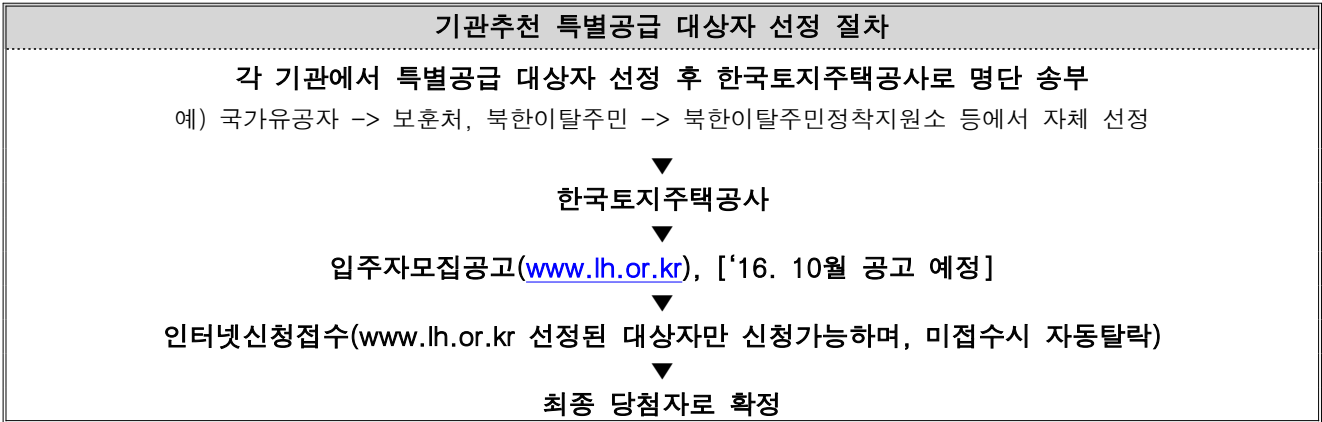 기관추천 특별공급 대상자 선정 절차
각 기관에서 특별공급 대상자 선정 후 한국토지주택공사로 명단 송부
예) 국가유공자 -> 보훈처, 북한이탈주민 -> 북한이탈주민정착지원소 등에서 자체 선정
▼
한국토지주택공사
▼
입주자모집공고(www.lh.or.kr), [‘16. 10월 공고 예정]
▼
인터넷신청접수(www.lh.or.kr 선정된 대상자만 신청가능하며, 미접수시 자동탈락)
▼
최종 당첨자로 확정